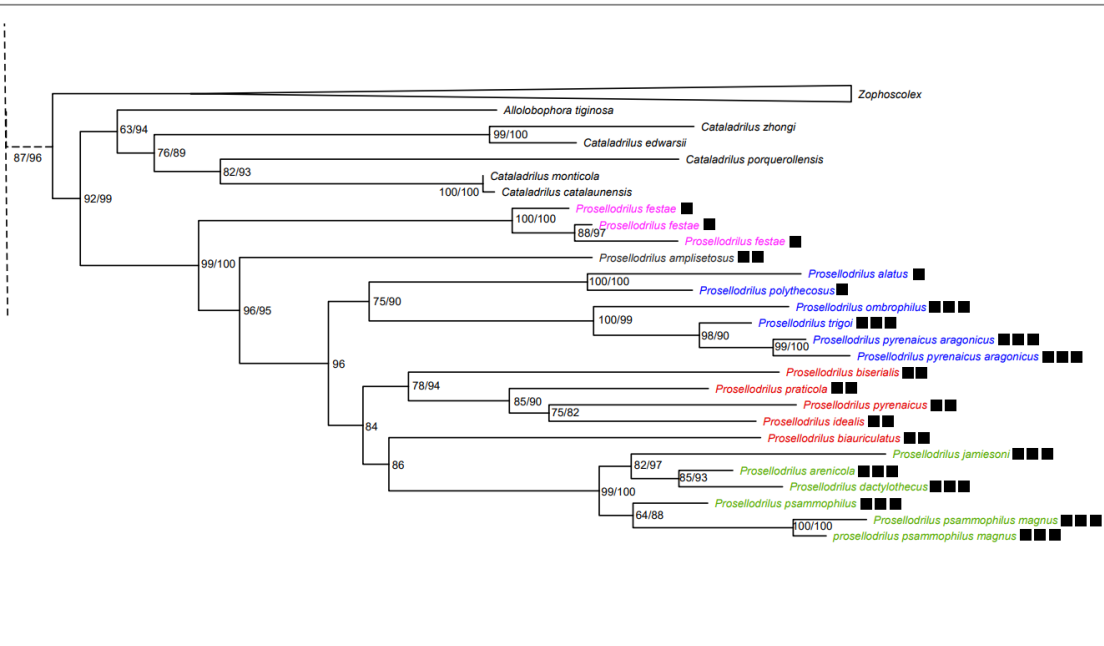 Zophoscolex
Allolobophora tiginosa
63/94
Cataladrilus zhongi
99/100
Cataladrilus edwarsii
76/89
87/96
Cataladrilus porquerollensis
82/93
Cataladrilus monticola
100/100
Cataladrilus catalaunensis
92/99
Prosellodrilus festae
100/100
Prosellodrilus festae
88/97
Prosellodrilus festae
Prosellodrilus amplisetosus
99/100
Prosellodrilus alatus
100/100
Prosellodrilus polythecosus
75/90
96/95
Prosellodrilus ombrophilus
100/99
Prosellodrilus trigoi
98/90
Prosellodrilus pyrenaicus aragonicus
99/100
Prosellodrilus pyrenaicus aragonicus
96
Prosellodrilus biserialis
78/94
Prosellodrilus praticola
85/90
Prosellodrilus pyrenaicus
75/82
Prosellodrilus idealis
84
Prosellodrilus biauriculatus
Prosellodrilus jamiesoni
86
82/97
Prosellodrilus arenicola
85/93
Prosellodrilus dactylothecus
99/100
Prosellodrilus psammophilus
64/88
Prosellodrilus psammophilus magnus
100/100
prosellodrilus psammophilus magnus